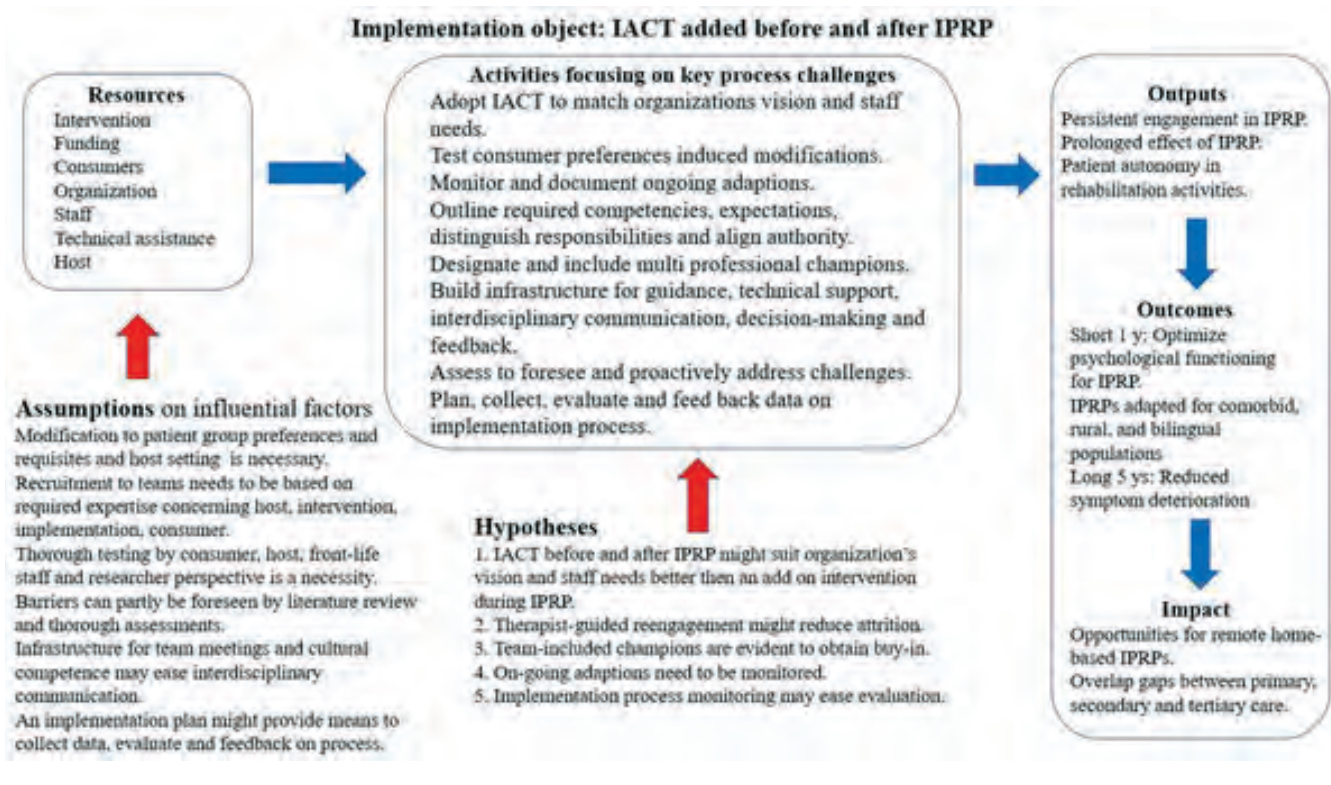 Implementation object: IACT added before and after IPRP
Resources
Intervention
Funding
Consumers
Organization
Staff
Technical assistance
Host
Activities focusing on key process challenges
Adopt IACT to match organizations vision and staff
needs.
Test consumer preferences induced modifications.
Monitor and document ongoing adaptions.
Outline required competencies, expectations,
distinguish responsibilities and align authority.
Designate and include multi professional champions.
Build infrastructure for guidance, technical support,
interdisciplinary communication, decision-making and
feedback.
Assess to foresee and proactively address challenges.
Plan, collect, evaluate and feed back data on
implementation process.
Outputs
Persistent engagement in IPRP.
Prolonged effect of IPRP.
Patient autonomy in
rehabilitation activities.
Outcomes
Short 1 y: Optimize
psychological functioning
for IPRP.
IPRPs adapted for comorbid,
rural, and bilingual
populations
Long 5 ys: Reduced
symptom deterioration
Impact
Opportunities for remote home-
based IPRPs.
Overlap gaps between primary,
secondary and tertiary care.
Assumptions on influential factors
Modification to patient group preferences and
requisites and host setting is necessary.
Recruitment to teams needs to be based on
required expertise concerning host, intervention,
implementation, consumer.
Thorough testing by consumer, host, front-life
staff and researcher perspective is a necessity.
Barriers can partly be foreseen by literature review
and thorough assessments.
Infrastructure for team meetings and cultural
competence may ease interdisciplinary
communication.
An implementation plan might provide means to
collect data, evaluate and feedback on process.
Hypotheses
1. IACT before and after IPRP might suit organization's
vision and staff needs better then an add on intervention
during IPRP.
2. Therapist-guided reengagement might reduce attrition.
3. Team-included champions are evident to obtain buy-in.
4. On-going adaptions need to be monitored.
5. Implementation process monitoring may ease evaluation.